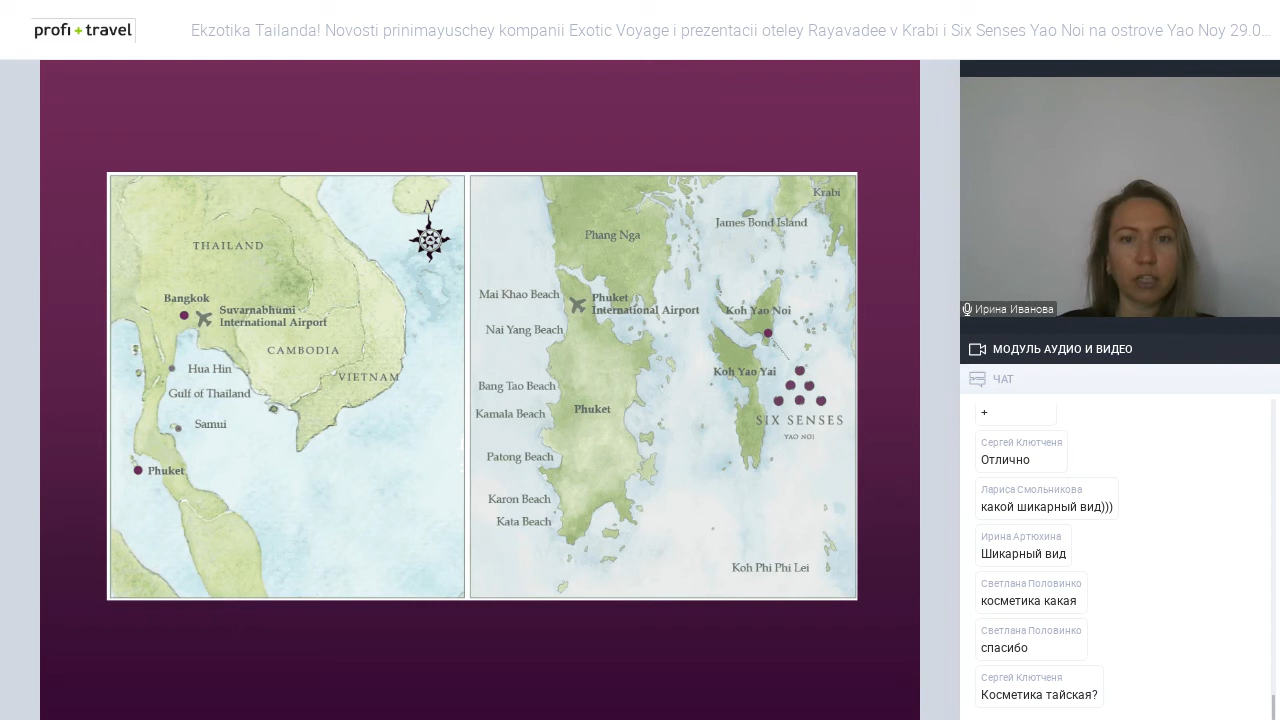 profi + travel
Ekzotika Tailanda! Novosti prinimayuschey kompanii Exotic Voyage i prezentacii oteley Rayavadee v Krabi i Six Senses Yao Noi na ostrove Yao Noy 29.0...
N
THAILAND
Bangkok
Suvarnabhumi
International Airport
CAMBODIA
VIETNAM
Hua Hin
Gulf of Thailand
Samui
Phuket
Krabi
James Bond Island
Phang Nga
Mai Khao Beach
Phuket
International Airport
Koh Yao Noi
Nai Yang Beach
Koh Yao Yai
Bang Tao Beach
Kamala Beach
Phuket
SIX SENSES
YAO NOI
Patong Beach
Karon Beach
Kata Beach
Koh Phi Phi Lei
Ирина Иванова
МОДУЛЬ АУДИО И ВИДЕО
ЧАТ
+
Сергей Клютченя
Отлично
Лариса Смольникова
какой шикарный вид)))
Ирина Артюхина
Шикарный вид
Светлана Половинко
косметика какая
Светлана Половинко
спасибо
Сергей Клютченя
Косметика тайская?